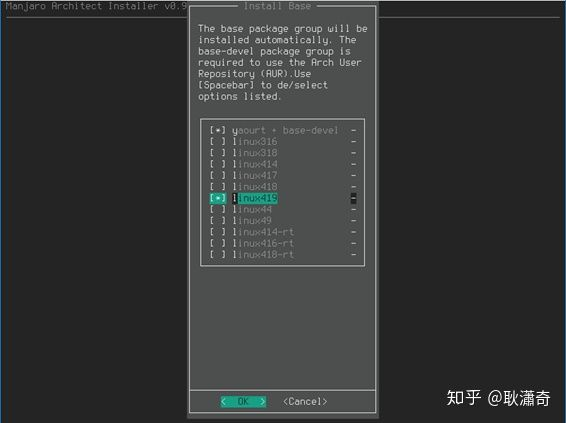 Manjaro Architect Installer v0.9
Install Base
The base package group will be
installed automatically. The
base-devel package group is
required to use the Arch User
Repository (AUR).Use
[Spacebar] to de/select
options listed.
[*] yaourt + base-devel -
[ ] linux316 -
[ ] linux318 -
[ ] linux414 -
[ ] linux417 -
[ ] linux418 -
[*] linux419 -
[ ] linux44 -
[ ] linux49 -
[ ] linux414-rt -
[ ] linux416-rt -
[ ] linux418-rt -
< OK > <Cancel>
知乎 @耿潇奇